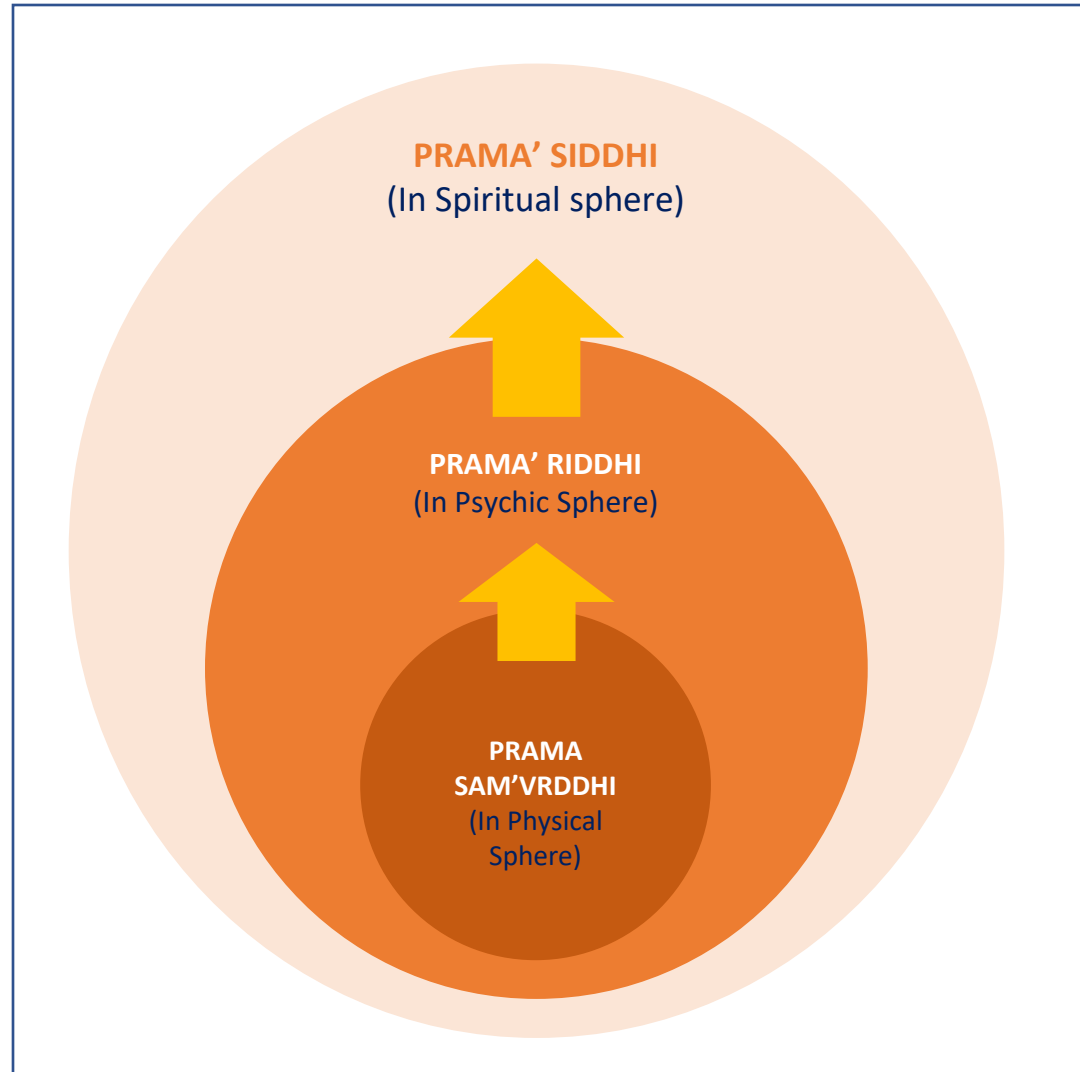 PRAMA’ SIDDHI
(In Spiritual sphere)
PRAMA’ RIDDHI
(In Psychic Sphere)
PRAMA
SAM’VRDDHI
(In Physical
Sphere)